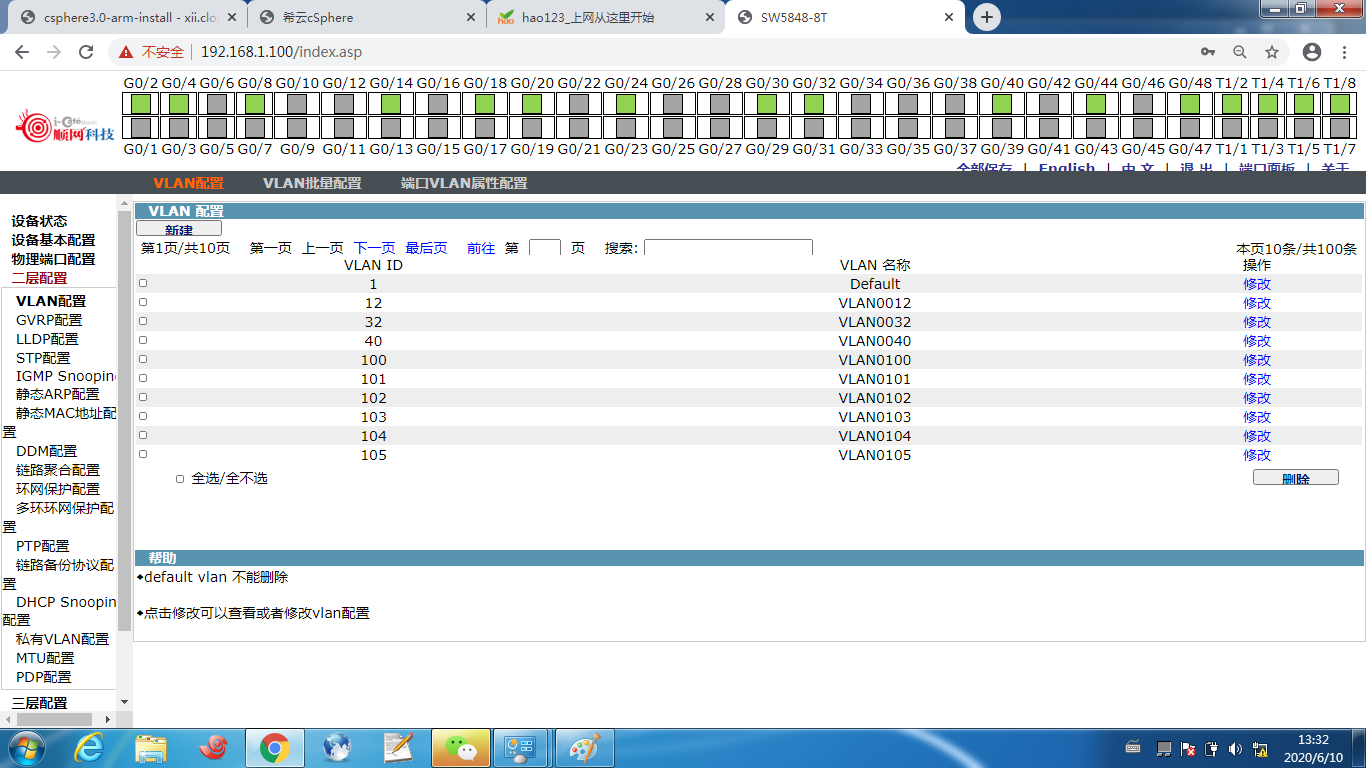 csphere3.0-arm-install - xii.clo
希云cSphere
hao123_上网从这里开始
SW5848-8T
不安全 | 192.168.1.100/index.asp
G0/2 G0/4 G0/6 G0/8 G0/10 G0/12 G0/14 G0/16 G0/18 G0/20 G0/22 G0/24 G0/26 G0/28 G0/30 G0/32 G0/34 G0/36 G0/38 G0/40 G0/42 G0/44 G0/46 G0/48 T1/2 T1/4 T1/6 T1/8
顺网科技
G0/1 G0/3 G0/5 G0/7 G0/9 G0/11 G0/13 G0/15 G0/17 G0/19 G0/21 G0/23 G0/25 G0/27 G0/29 G0/31 G0/33 G0/35 G0/37 G0/39 G0/41 G0/43 G0/45 G0/47 T1/1 T1/3 T1/5 T1/7
全部保存 | English | 中 文 | 退 出 | 端口面板 | 关于
VLAN配置 VLAN批量配置 端口VLAN属性配置
设备状态
设备基本配置
物理端口配置
二层配置
VLAN配置
GVRP配置
LLDP配置
STP配置
IGMP Snooping
静态ARP配置
静态MAC地址配
置
DDM配置
链路聚合配置
环网保护配置
多环环网保护配
置
PTP配置
链路备份协议配
置
DHCP Snooping
配置
私有VLAN配置
MTU配置
PDP配置
三层配置
VLAN 配置
新建
第1页/共10页 第一页 上一页 下一页 最后页 前往 第 页 搜索: 本页10条/共100条
VLAN ID VLAN 名称 操作
1 Default 修改
12 VLAN0012 修改
32 VLAN0032 修改
40 VLAN0040 修改
100 VLAN0100 修改
101 VLAN0101 修改
102 VLAN0102 修改
103 VLAN0103 修改
104 VLAN0104 修改
105 VLAN0105 修改
全选/全不选 删除
帮助
◆default vlan 不能删除
◆点击修改可以查看或者修改vlan配置
13:32
2020/6/10